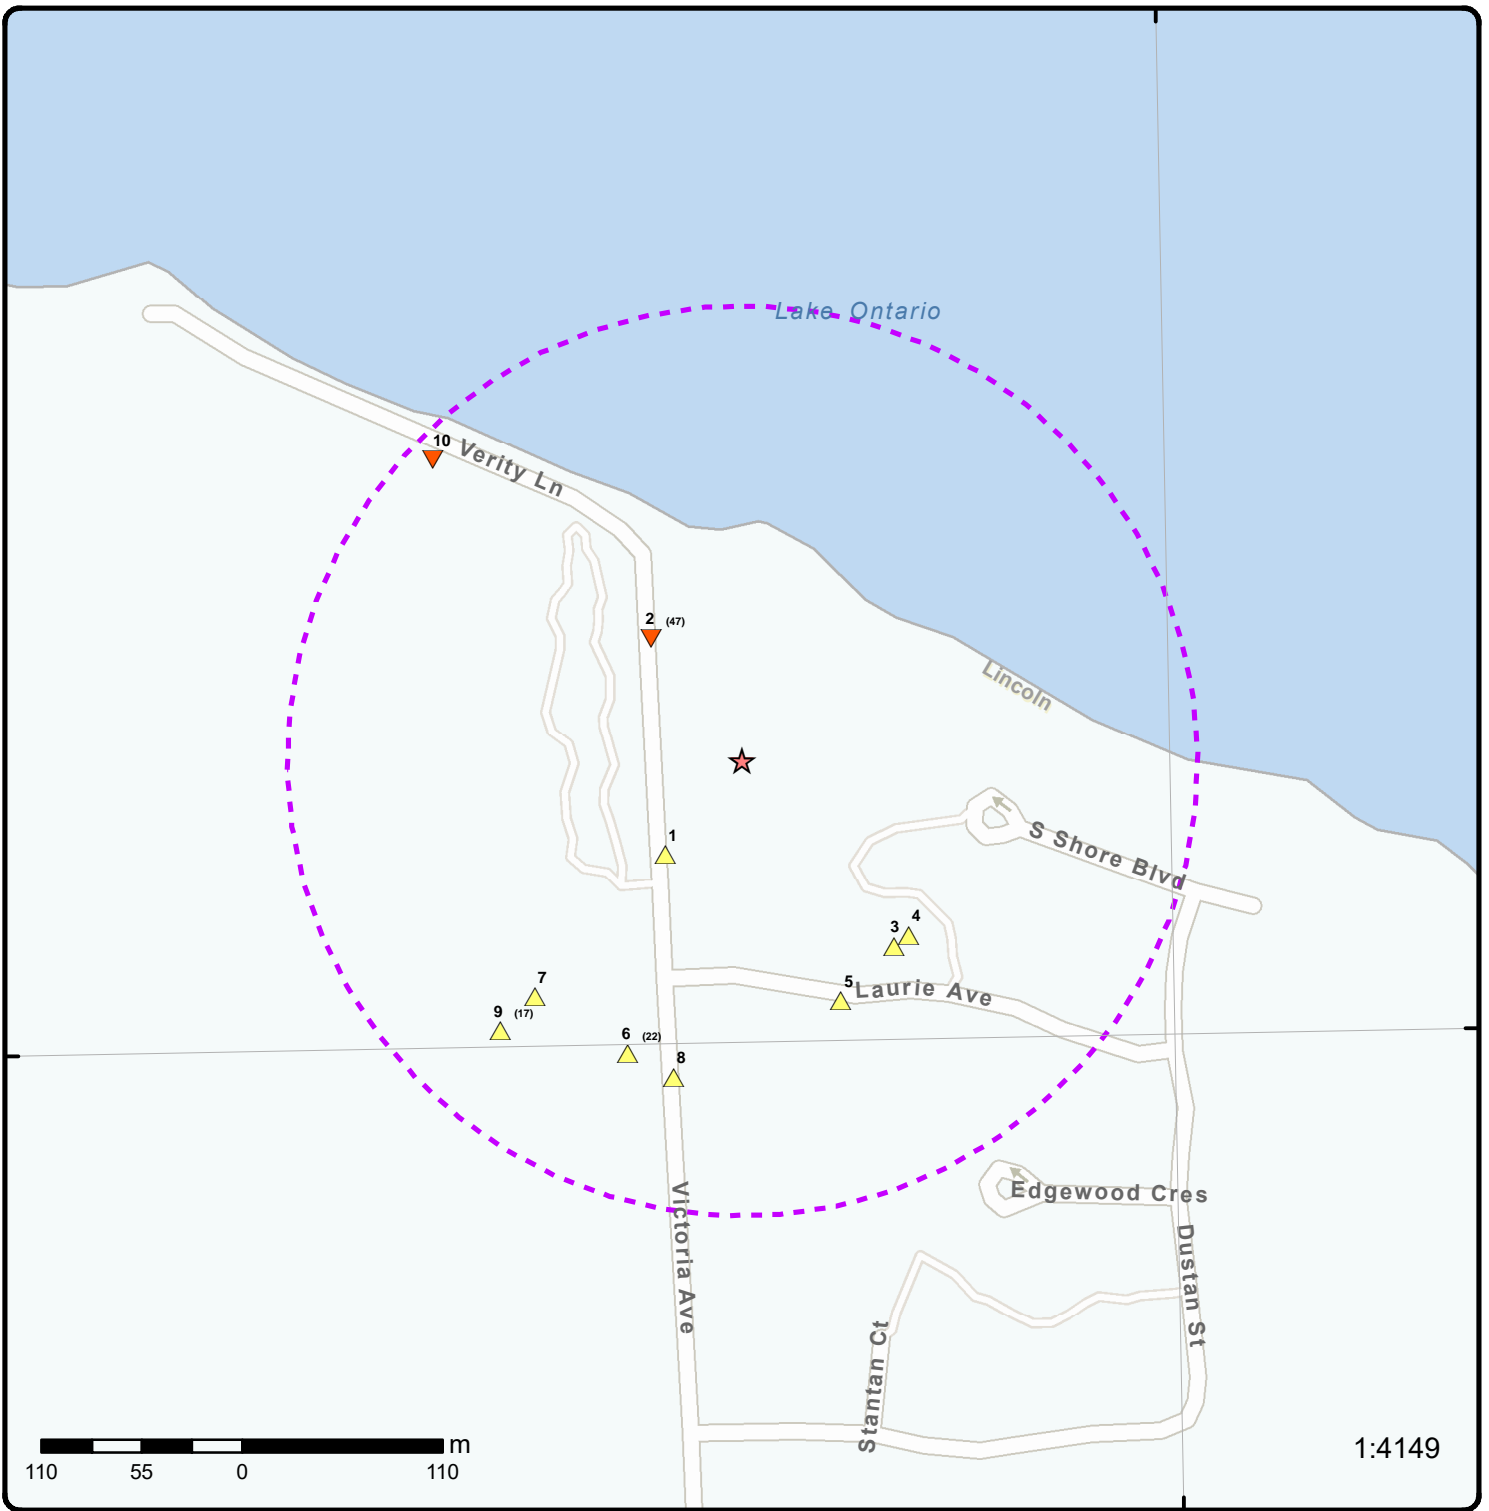 Lake Ontario
10
Verity Ln
2 (47)
Lincoln
1
S Shore Blvd
4
3
7
5
Laurie Ave
9 (17)
6 (22)
8
Victoria Ave
Edgewood Cres
Dustan St
Stantan Ct
m
1:4149
110 55 0 110